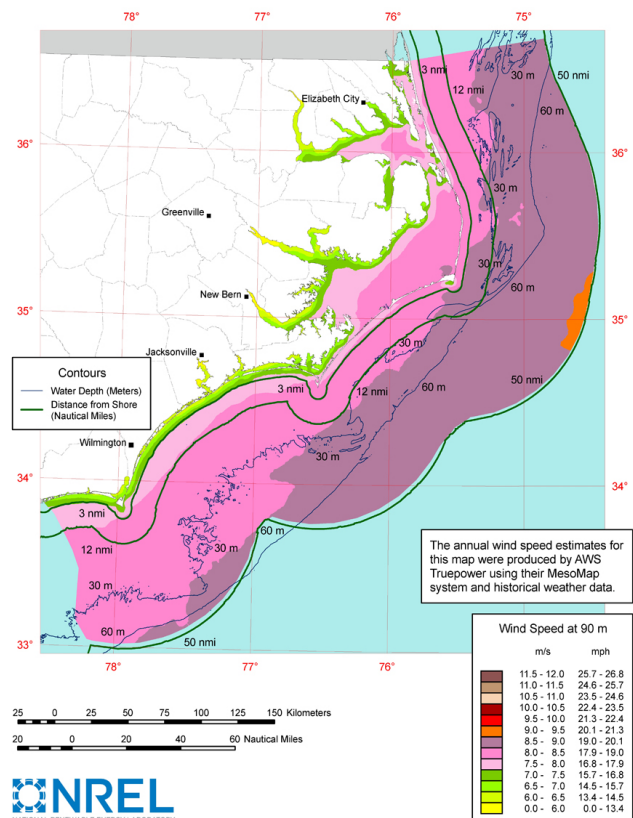 78° 77° 76° 75°
3 nmi
30 m
50 nmi
12 nmi
Elizabeth City
60 m
36° 36°
30 m
Greenville
30 m
New Bern
60 m
35° 35°
30 m
Jacksonville
50 nmi
3 nmi
12 nmi
60 m
Contours
Water Depth (Meters)
Distance from Shore
(Nautical Miles)
Wilmington
30 m
34° 34°
3 nmi
60 m
12 nmi
30 m
30 m
60 m
50 nmi
33°
78° 77° 76°
The annual wind speed estimates for
this map were produced by AWS
Truepower using their MesoMap
system and historical weather data.
Wind Speed at 90 m
m/s mph
11.5 - 12.0 25.7 - 26.8
11.0 - 11.5 24.6 - 25.7
10.5 - 11.0 23.5 - 24.6
10.0 - 10.5 22.4 - 23.5
9.5 - 10.0 21.3 - 22.4
9.0 - 9.5 20.1 - 21.3
8.5 - 9.0 19.0 - 20.1
8.0 - 8.5 17.9 - 19.0
7.5 - 8.0 16.8 - 17.9
7.0 - 7.5 15.7 - 16.8
6.5 - 7.0 14.5 - 15.7
6.0 - 6.5 13.4 - 14.5
0.0 - 6.0 0.0 - 13.4
25 0 25 50 75 100 125 150 Kilometers
20 0 20 40 60 Nautical Miles
NREL